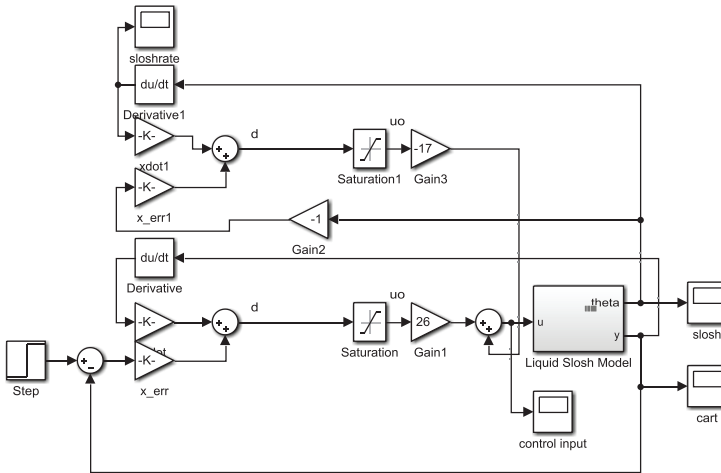 sloshrate
du/dt
Derivative1
-K-
xdot1
d
uo
Saturation1
-17
Gain3
-K-
x_err1
-1
Gain2
du/dt
Derivative
-K-
d
uo
Saturation
26
Gain1
theta
u
y
Liquid Slosh Model
slosh
Step
-K-
x_err
control input
cart